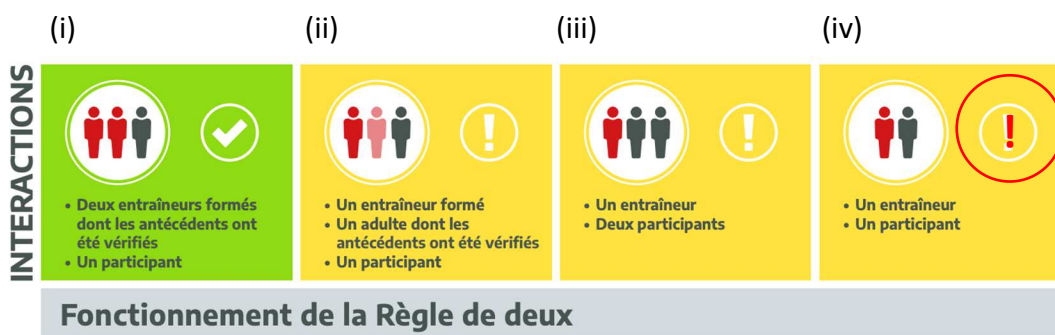 (i)
(ii)
(iii)
(iv)
INTERACTIONS
• Deux entraîneurs formés
dont les antécédents ont
été vérifiés
• Un participant
• Un entraîneur formé
• Un adulte dont les
antécédents ont été vérifiés
• Un participant
• Un entraîneur
• Deux participants
• Un entraîneur
• Un participant
Fonctionnement de la Règle de deux